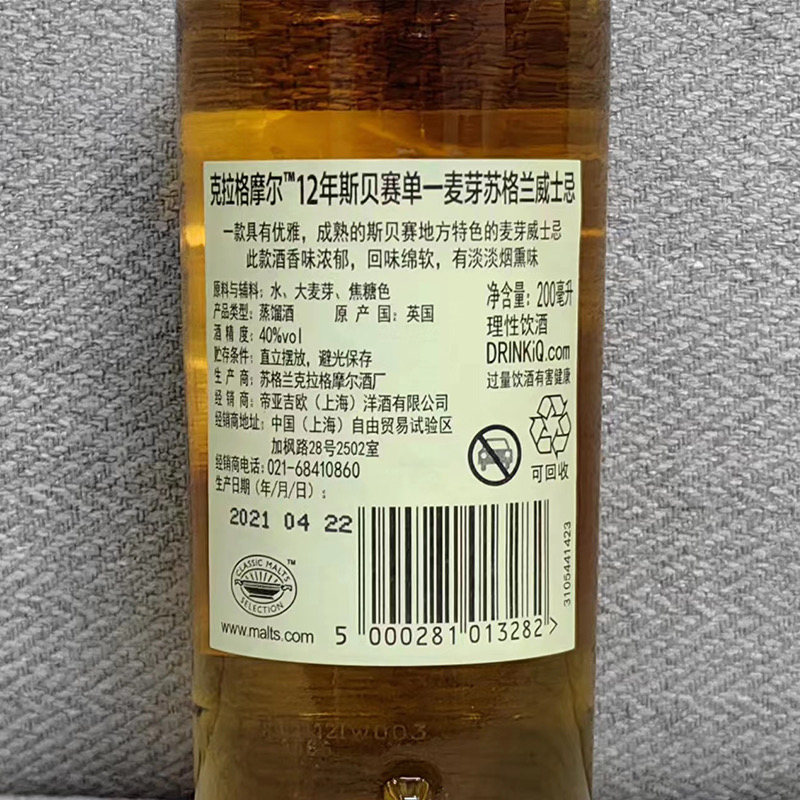 克拉格摩尔™12年斯贝赛单一麦芽苏格兰威士忌
一款具有优雅，成熟的斯贝赛地方特色的麦芽威士忌
此款酒香味浓郁，回味绵软，有淡淡烟熏味
原料与辅料：水、大麦芽、焦糖色
产品类型：蒸馏酒 原产国：英国
酒精度：40%vol
贮存条件：直立摆放，避光保存
生产商：苏格兰克拉格摩尔酒厂
经销商：帝亚吉欧（上海）洋酒有限公司
经销商地址：中国（上海）自由贸易试验区
加枫路28号2502室
经销商电话：021-68410860
生产日期（年/月/日）：
2021 04 22
净含量：200毫升
理性饮酒
DRINKiQ.com
过量饮酒有害健康
可回收
CLASSIC MALTS
SELECTION
™
www.malts.com
5 000281 013282 >
3105441423